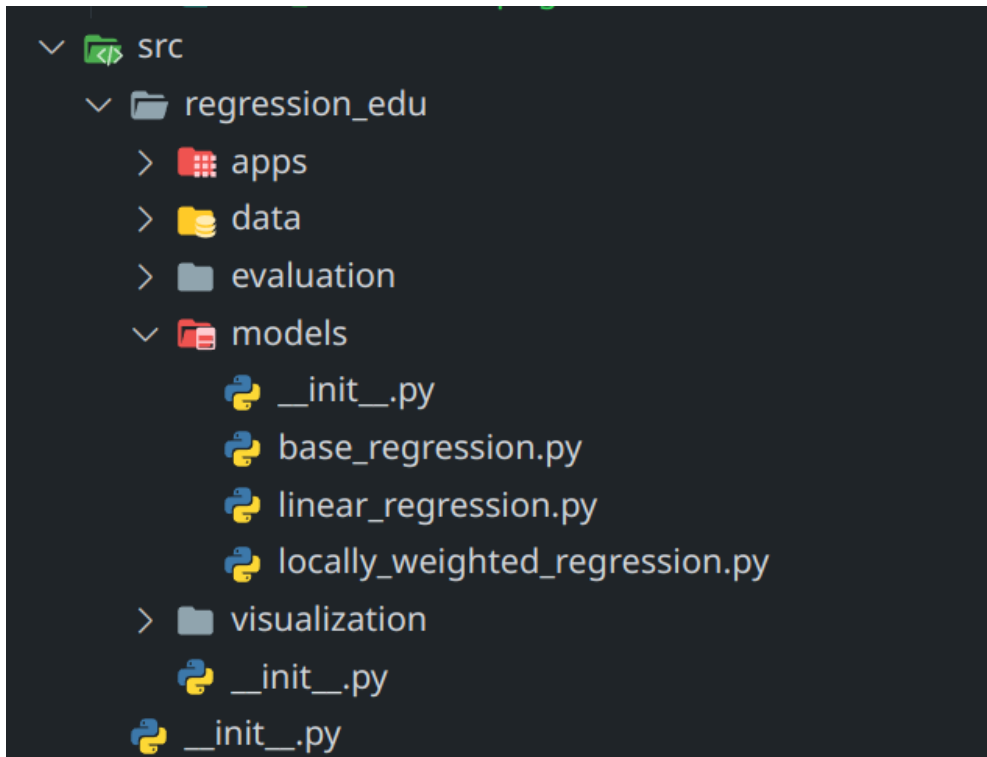 src
regression_edu
apps
data
evaluation
models
__init__.py
base_regression.py
linear_regression.py
locally_weighted_regression.py
visualization
__init__.py
__init__.py